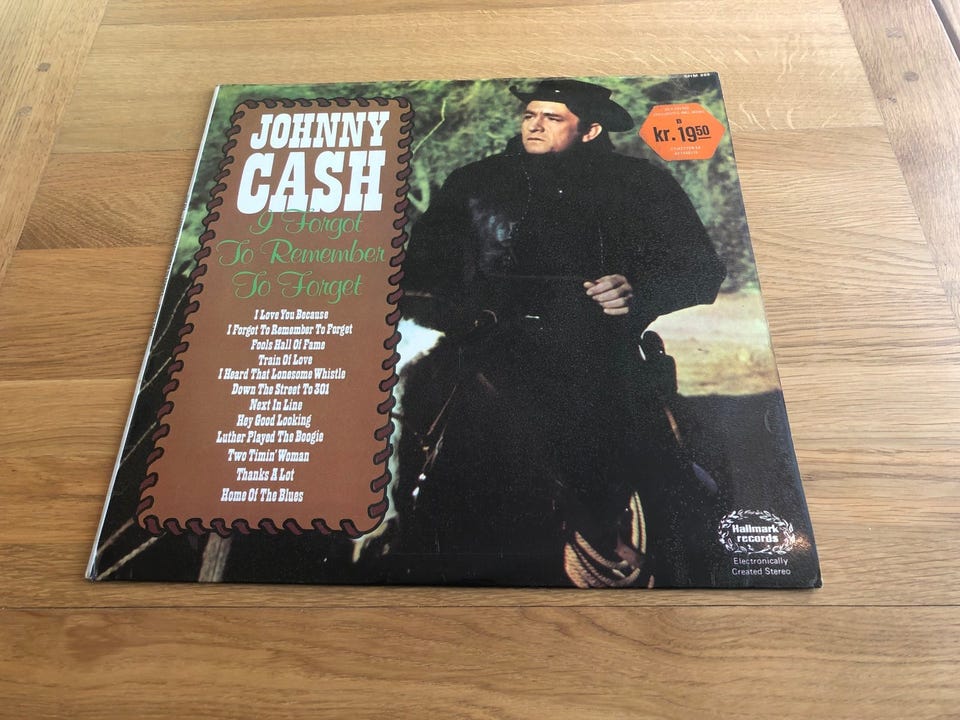 JOHNNY
CASH
I Forgot
To Remember
To Forget
I Love You Because
I Forgot To Remember To Forget
Fools Hall Of Fame
Train Of Love
I Heard That Lonesome Whistle
Down The Street To 301
Next In Line
Hey Good Looking
Luther Played The Boogie
Two Timin' Woman
Thanks A Lot
Home Of The Blues
B
kr. 1950
Hallmark
records
Electronically
Created Stereo